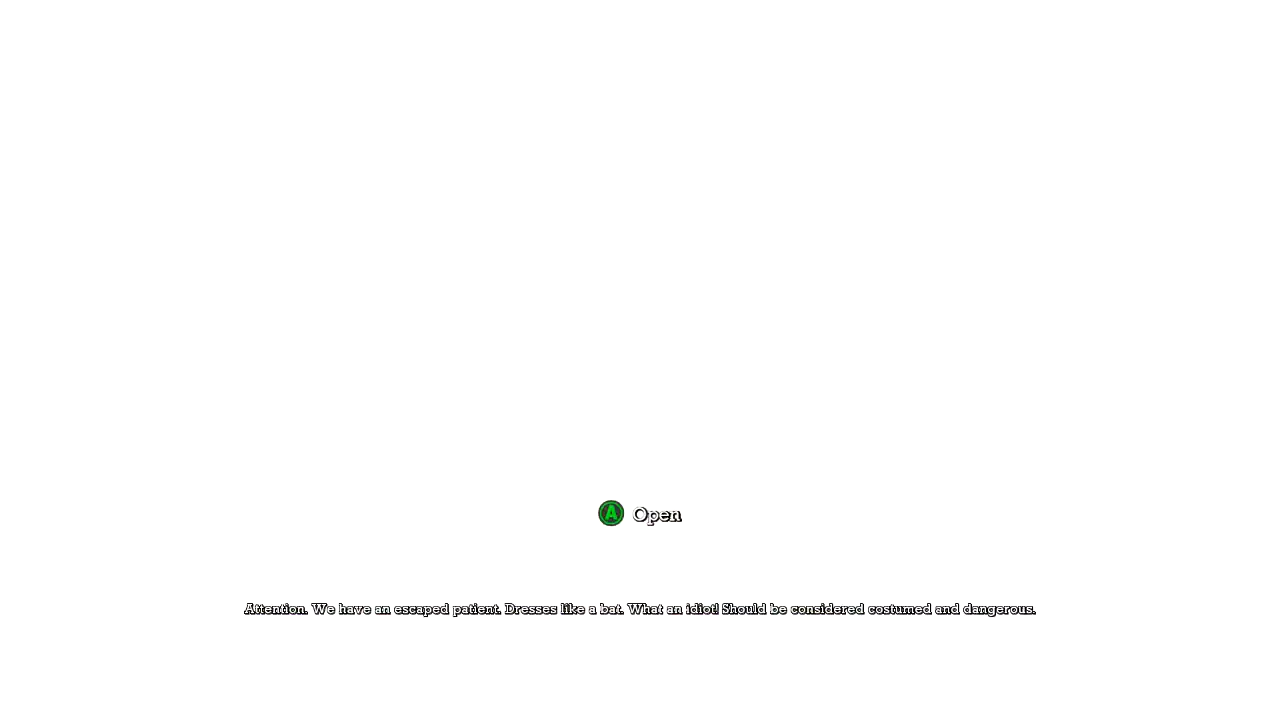 A Open
Attention. We have an escaped patient. Dresses like a bat. What an idiot! Should be considered costumed and dangerous.